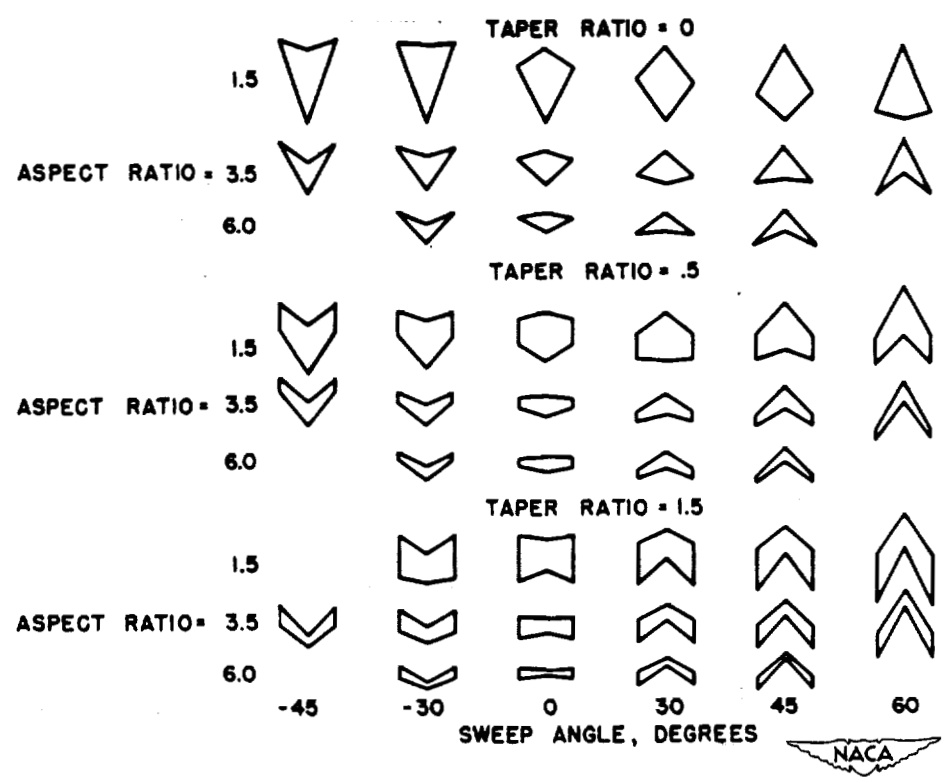 TAPER RATIO = 0
1.5
ASPECT RATIO = 3.5
6.0
TAPER RATIO = .5
1.5
ASPECT RATIO = 3.5
6.0
TAPER RATIO = 1.5
1.5
ASPECT RATIO = 3.5
6.0
-45 -30 0 30 45 60
SWEEP ANGLE, DEGREES
NACA